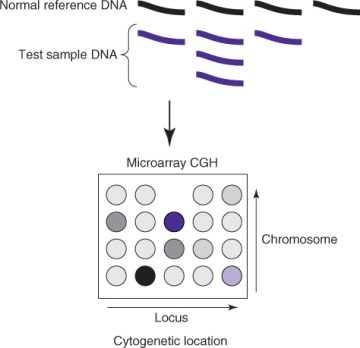 Normal reference DNA
Test sample DNA
Microarray CGH
Chromosome
Locus
Cytogenetic location